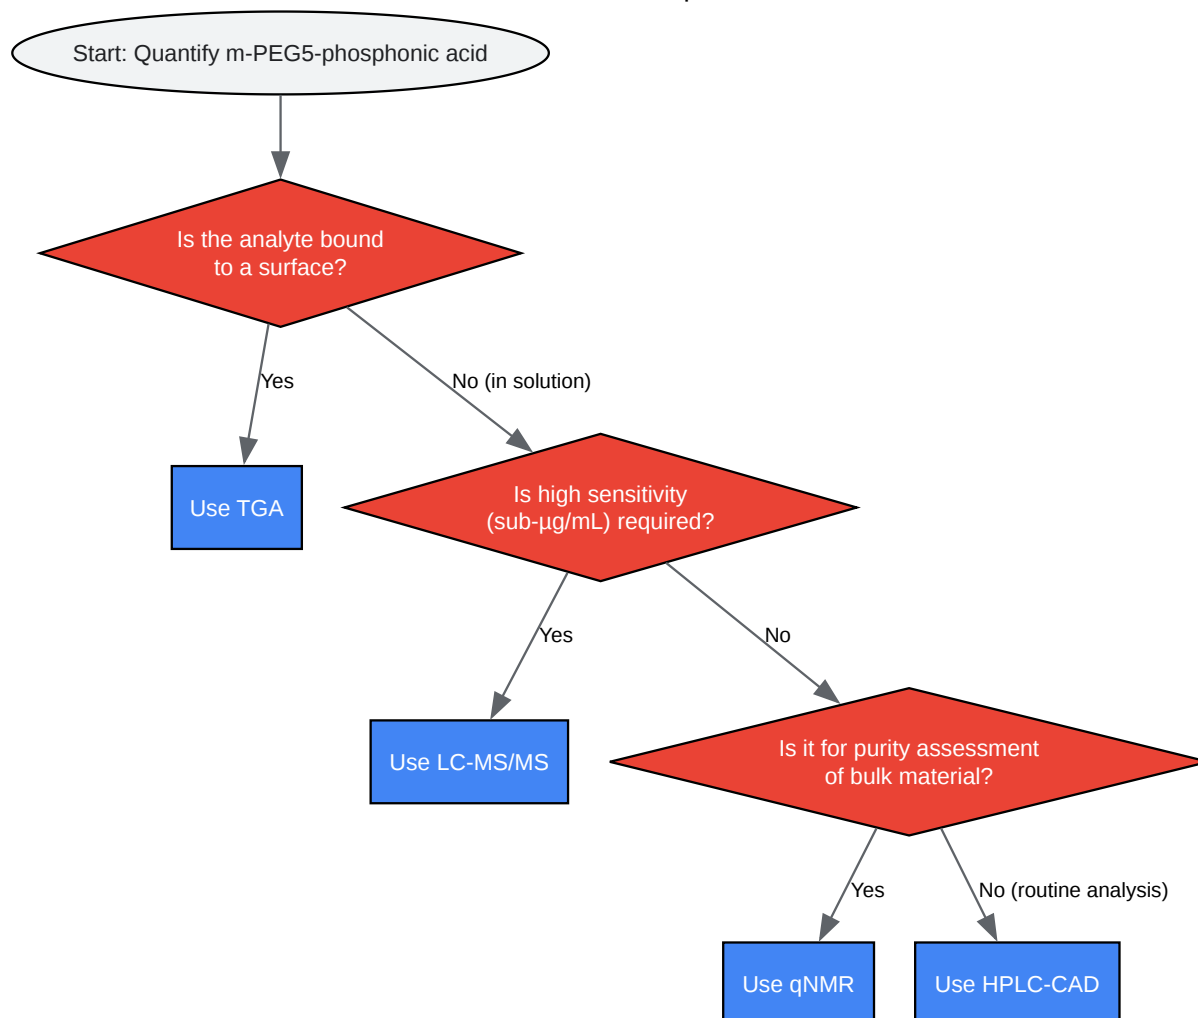 Start: Quantify m-PEG5-phosphonic acid
Is the analyte bound
to a surface?
Yes
No (in solution)
Use TGA
Is high sensitivity
(sub-µg/mL) required?
Yes
No
Use LC-MS/MS
Is it for purity assessment
of bulk material?
Yes
No (routine analysis)
Use qNMR
Use HPLC-CAD